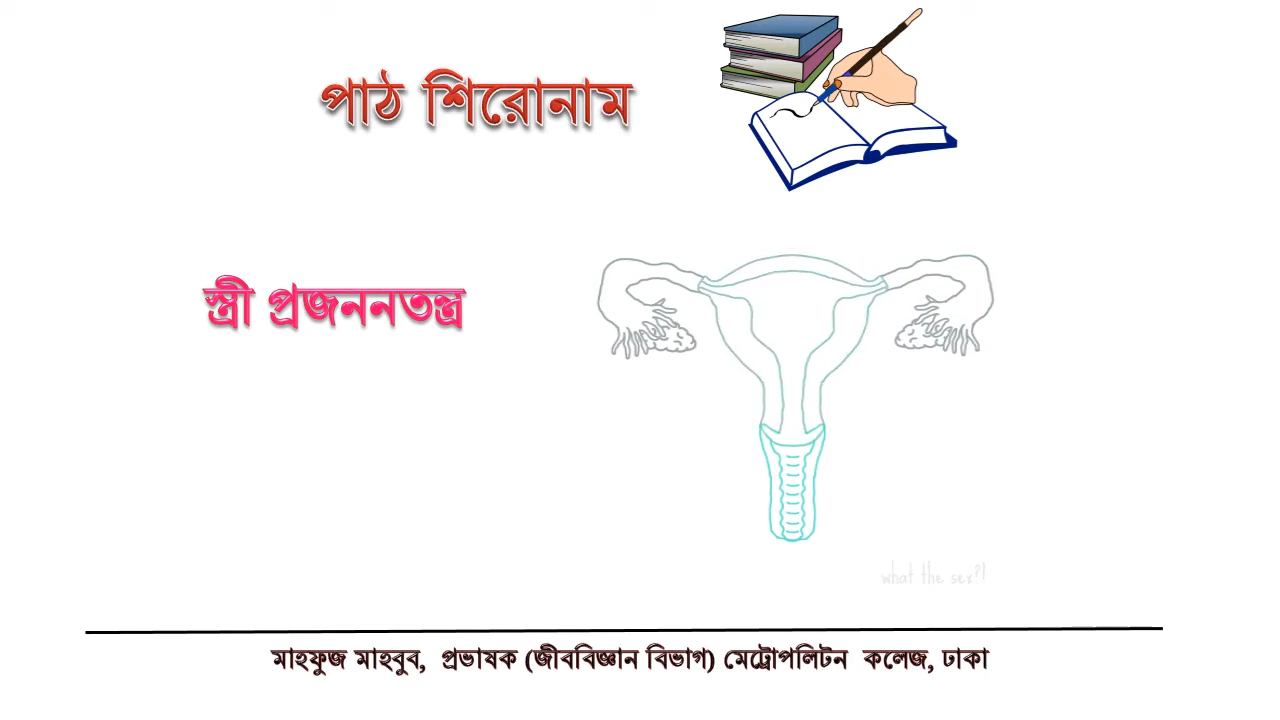 পাঠ শিরোনাম
স্ত্রী প্রজননতন্ত্র
what the sex?!
মাহফুজ মাহবুব, প্রভাষক (জীববিজ্ঞান বিভাগ) মেট্রোপলিটন কলেজ, ঢাকা